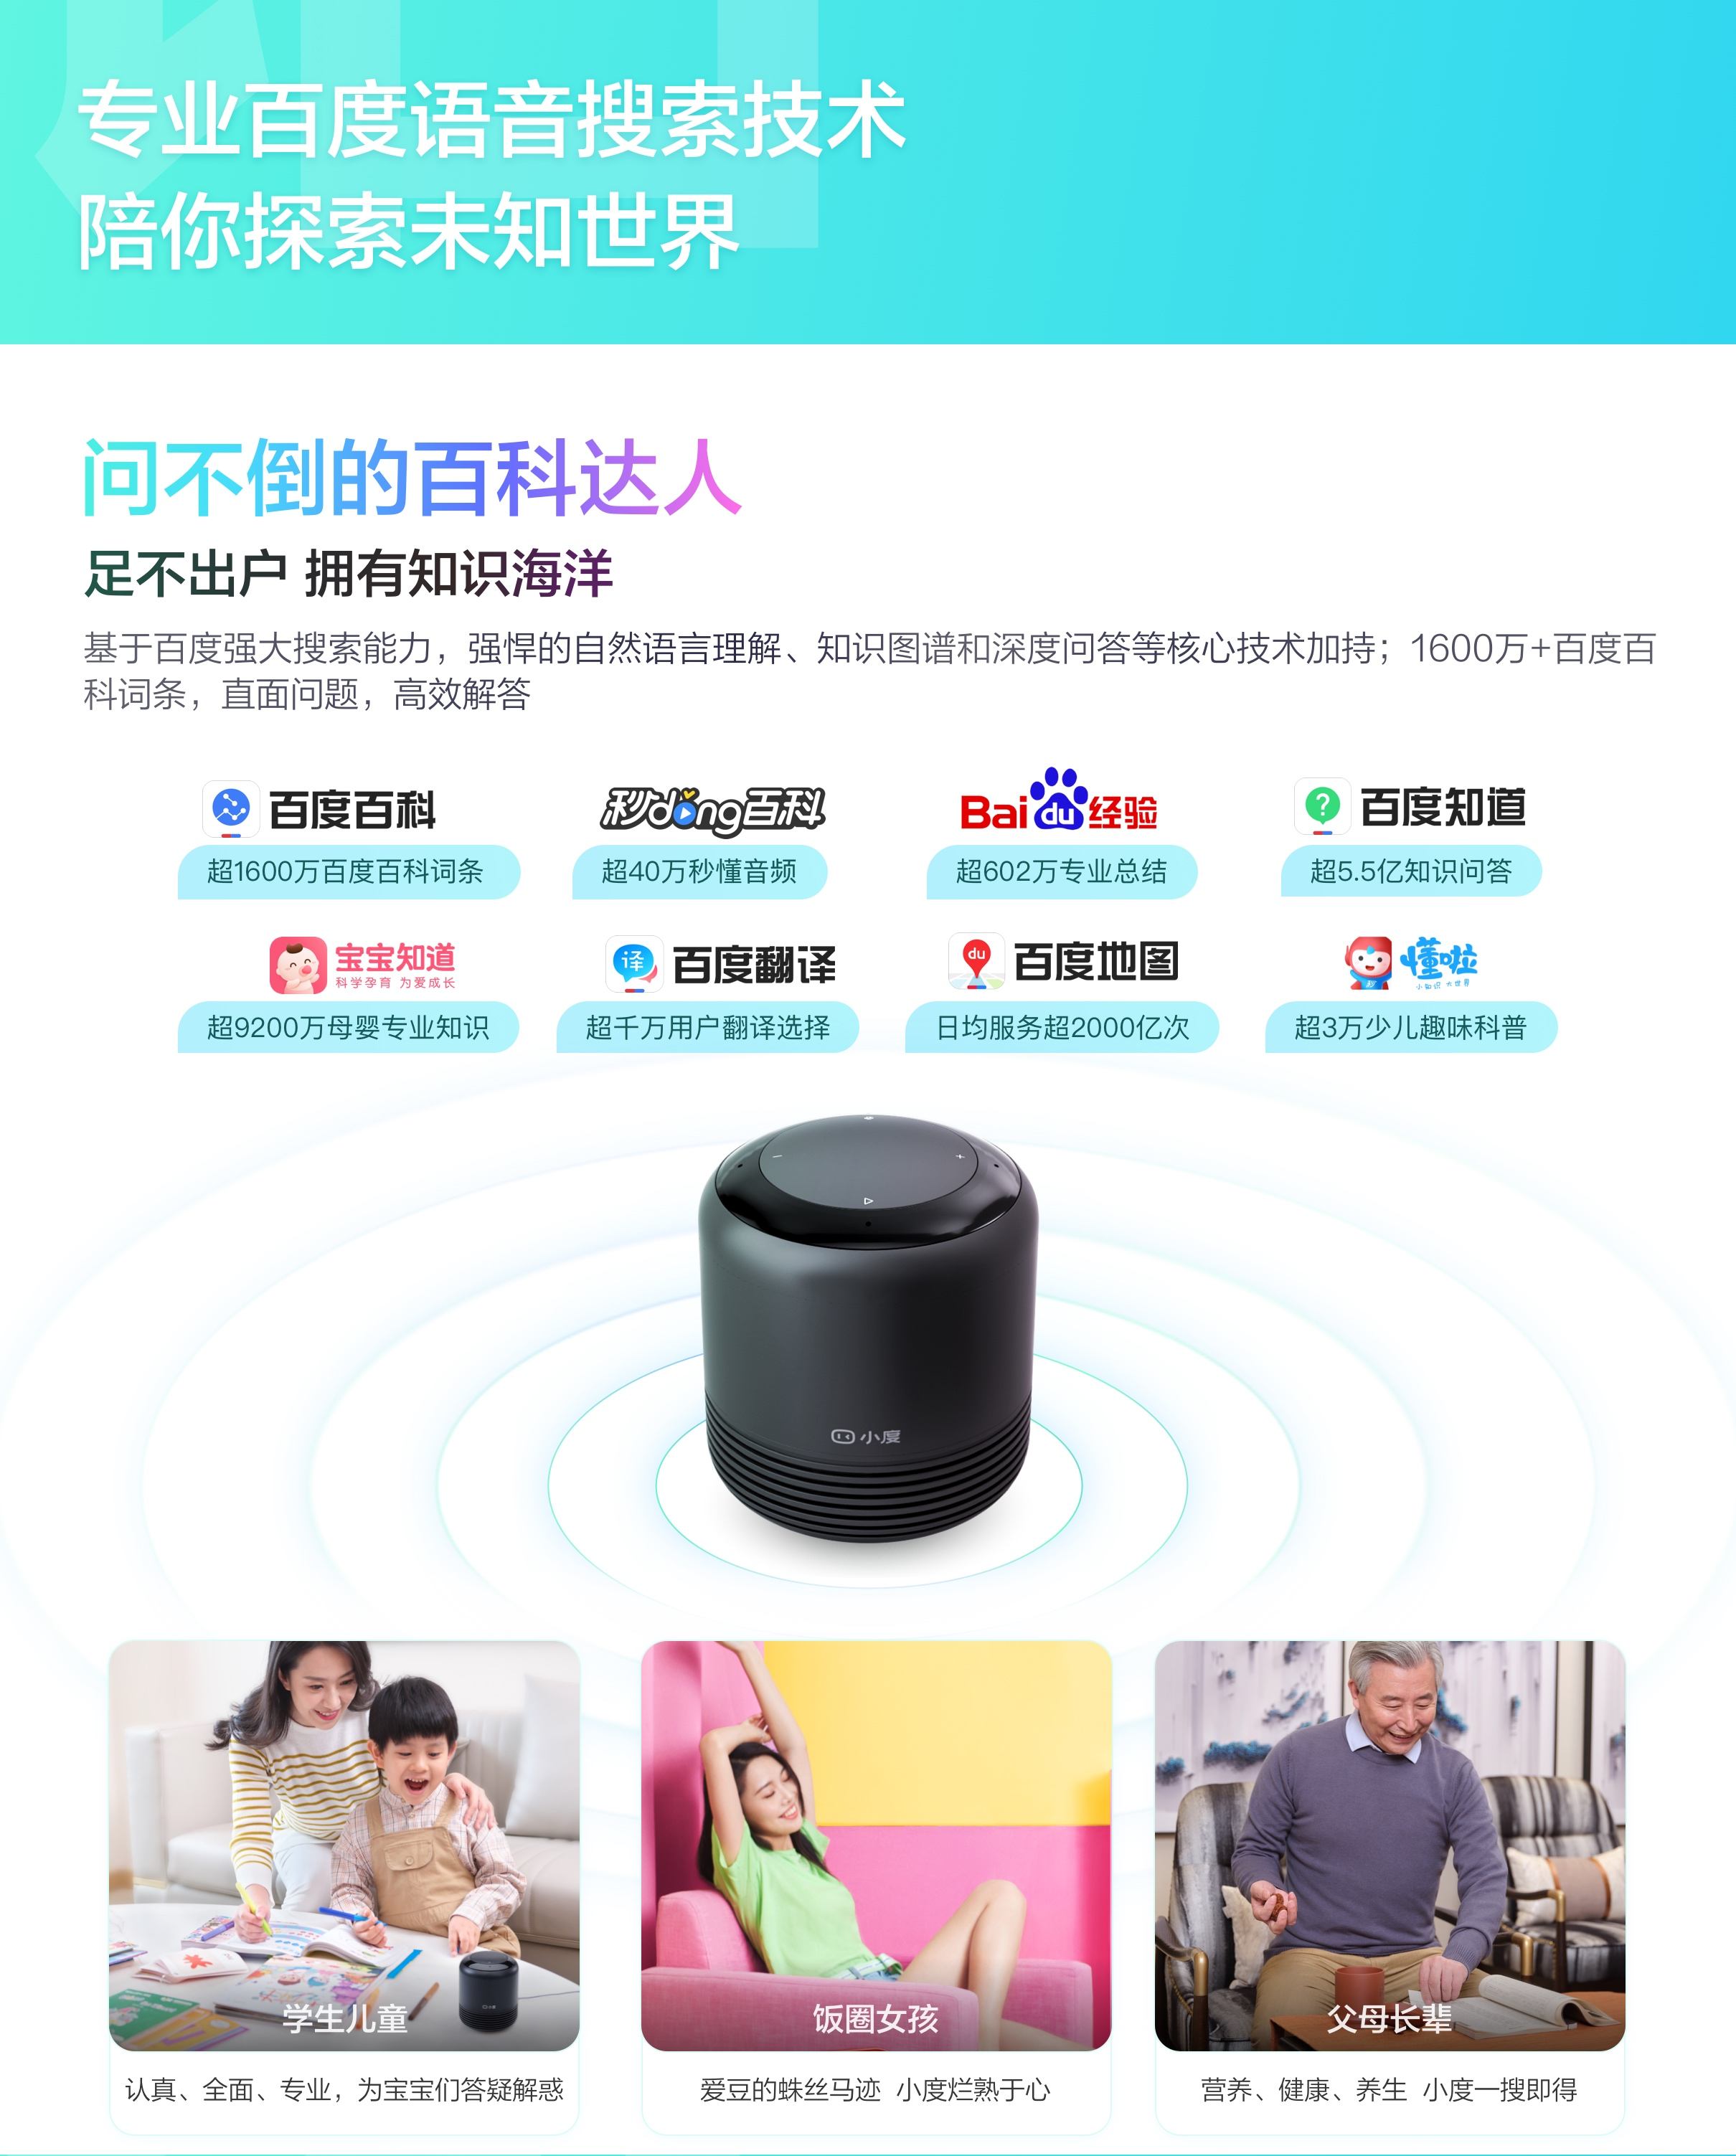 专业百度语音搜索技术
陪你探索未知世界
问不倒的百科达人
足不出户 拥有知识海洋
基于百度强大搜索能力，强悍的自然语言理解、知识图谱和深度问答等核心技术加持；1600万+百度百
科词条，直面问题，高效解答
百度百科
秒dǒng百科
Bai du 经验
百度知道
超1600万百度百科词条
超40万秒懂音频
超602万专业总结
超5.5亿知识问答
宝宝知道
科学孕育 为爱成长
译 百度翻译
du 百度地图
懂啦
小知识 大世界
超9200万母婴专业知识
超千万用户翻译选择
日均服务超2000亿次
超3万少儿趣味科普
小度
学生儿童
饭圈女孩
父母长辈
认真、全面、专业，为宝宝们答疑解惑
爱豆的蛛丝马迹 小度烂熟于心
营养、健康、养生 小度一搜即得